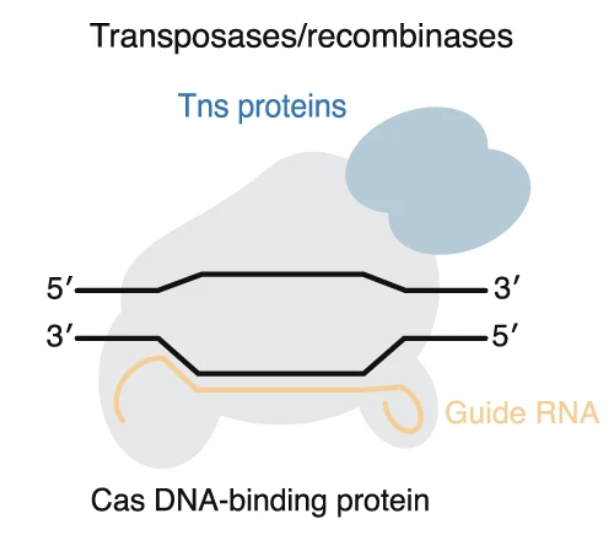 Transposases/recombinases
Tns proteins
5′ 3′
3′ 5′
Guide RNA
Cas DNA-binding protein